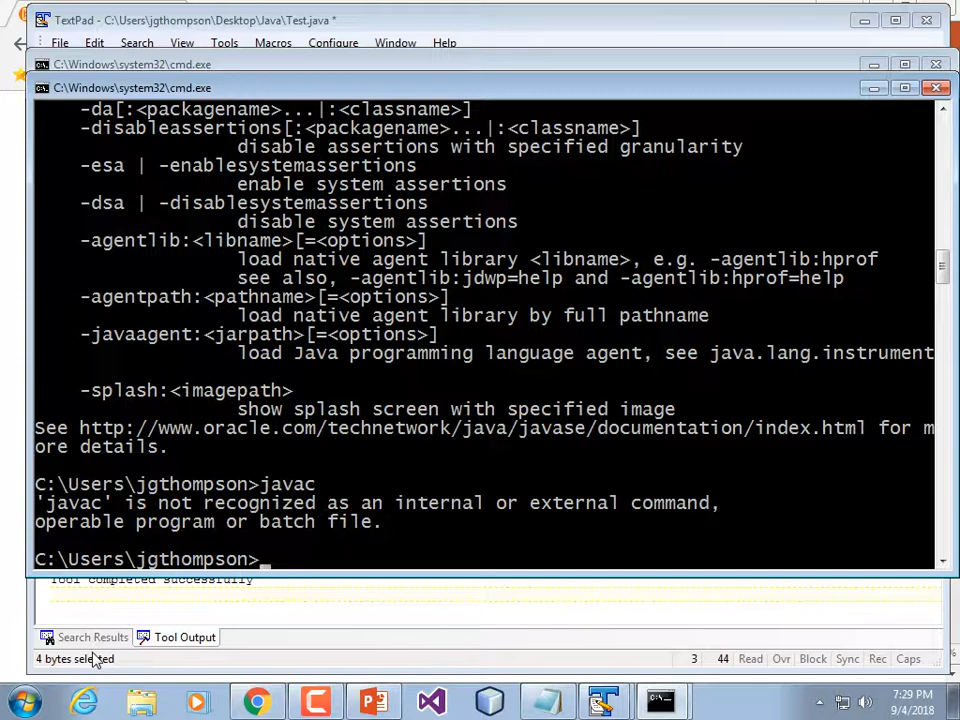 TextPad - C:\Users\jgthompson\Desktop\Java\Test.java *
File Edit Search View Tools Macros Configure Window Help
C:\Windows\system32\cmd.exe
C:\Windows\system32\cmd.exe
-da[:<packagename>...|:<classname>]
-disableassertions[:<packagename>...|:<classname>]
disable assertions with specified granularity
-esa | -enablesystemassertions
enable system assertions
-dsa | -disablesystemassertions
disable system assertions
-agentlib:<libname>[=<options>]
load native agent library <libname>, e.g. -agentlib:hprof
see also, -agentlib:jdwp=help and -agentlib:hprof=help
-agentpath:<pathname>[=<options>]
load native agent library by full pathname
-javaagent:<jarpath>[=<options>]
load Java programming language agent, see java.lang.instrument
-splash:<imagepath>
show splash screen with specified image
See http://www.oracle.com/technetwork/java/javase/documentation/index.html for m
ore details.
C:\Users\jgthompson>javac
'javac' is not recognized as an internal or external command,
operable program or batch file.
C:\Users\jgthompson>
Tool completed successfully
Search Results Tool Output
4 bytes selected 3 44 Read Ovr Block Sync Rec Caps
7:29 PM
9/4/2018